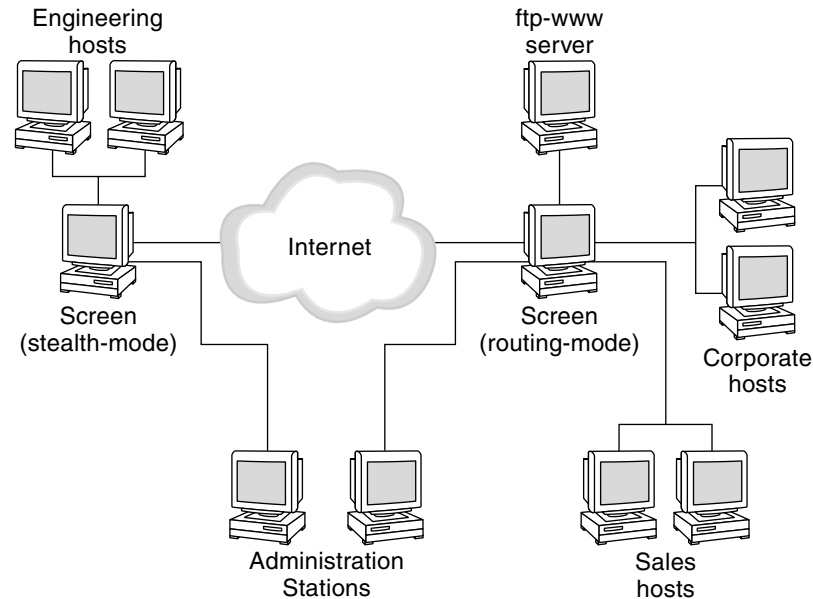 Engineering
hosts
ftp-www
server
Internet
Screen
(stealth-mode)
Screen
(routing-mode)
Corporate
hosts
Administration
Stations
Sales
hosts